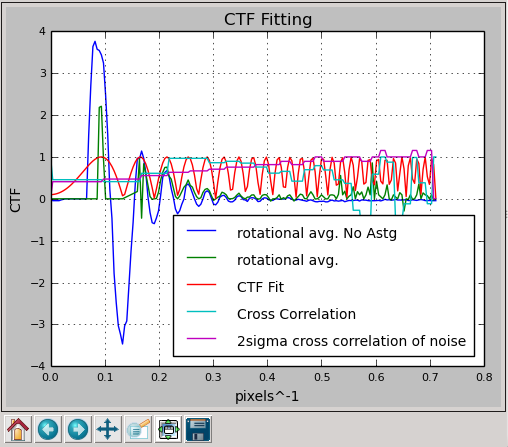 CTF Fitting
4
3
2
1
0
−1
−2
−3
−4
CTF
rotational avg. No Astg
rotational avg.
CTF Fit
Cross Correlation
2sigma cross correlation of noise
0.0 0.1 0.2 0.3 0.4 0.5 0.6 0.7 0.8
pixels^-1